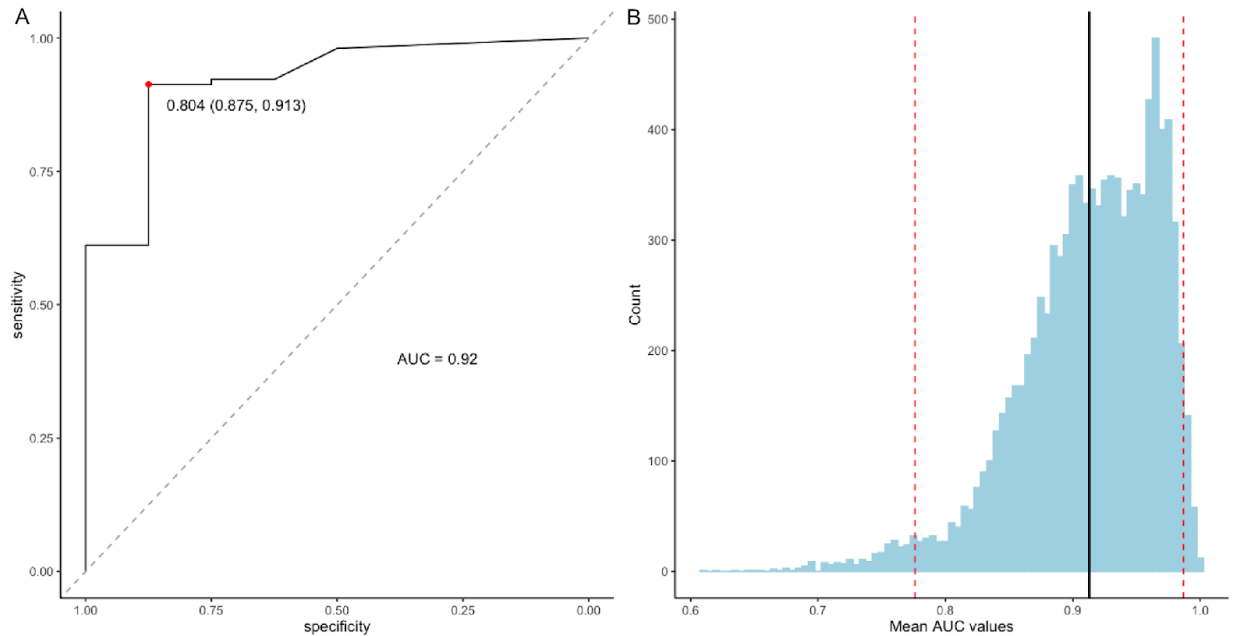 A
1.00
0.75
0.50
0.25
0.00
sensitivity
0.804 (0.875, 0.913)
AUC = 0.92
1.00 0.75 0.50 0.25 0.00
specificity
B
500
400
300
200
100
0
Count
0.6 0.7 0.8 0.9 1.0
Mean AUC values